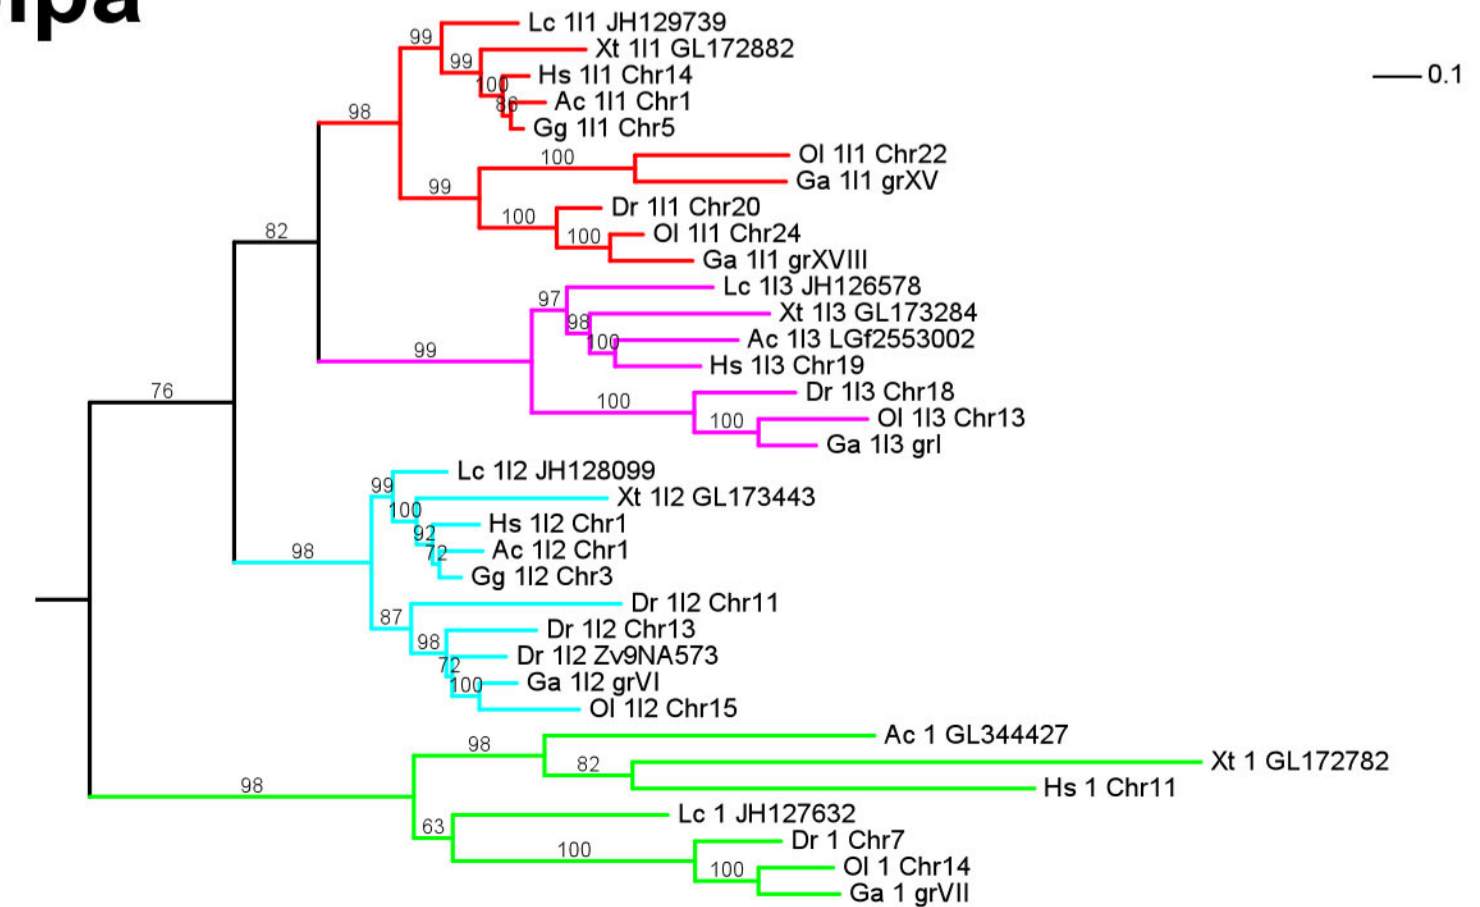 99
Lc 1l1 JH129739
99
Xt 1l1 GL172882
100
Hs 1l1 Chr14
86
Ac 1l1 Chr1
Gg 1l1 Chr5
0.1
98
100
Ol 1l1 Chr22
Ga 1l1 grXV
99
Dr 1l1 Chr20
100
100
Ol 1l1 Chr24
Ga 1l1 grXVIII
82
97
Lc 1l3 JH126578
98
Xt 1l3 GL173284
100
Ac 1l3 LGf2553002
99
Hs 1l3 Chr19
100
Dr 1l3 Chr18
100
Ol 1l3 Chr13
Ga 1l3 grI
76
99
Lc 1l2 JH128099
100
Xt 1l2 GL173443
92
Hs 1l2 Chr1
72
Ac 1l2 Chr1
Gg 1l2 Chr3
98
87
Dr 1l2 Chr11
98
Dr 1l2 Chr13
72
Dr 1l2 Zv9NA573
100
Ga 1l2 grVI
Ol 1l2 Chr15
98
Ac 1 GL344427
82
Xt 1 GL172782
Hs 1 Chr11
98
63
Lc 1 JH127632
100
Dr 1 Chr7
100
Ol 1 Chr14
Ga 1 grVII